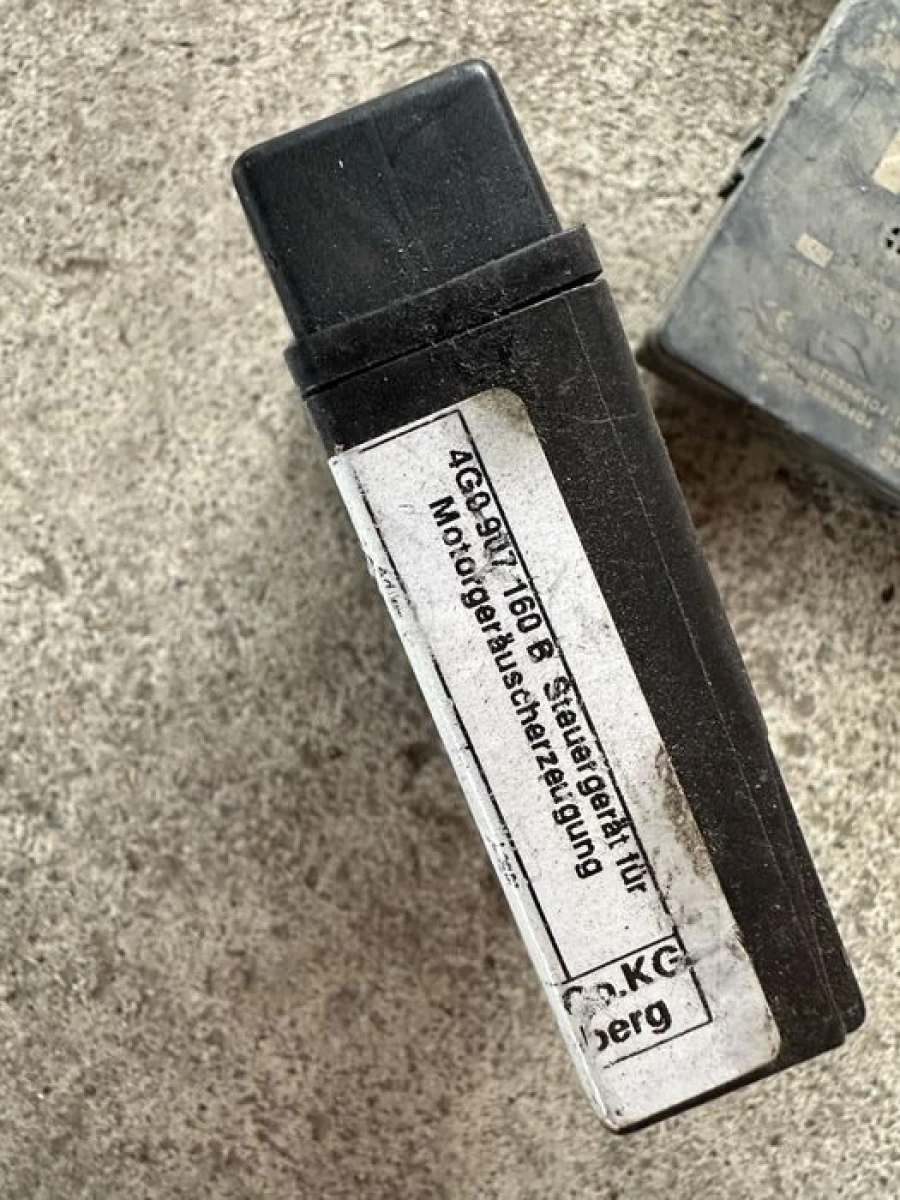 4G0 907 160 B Steuergerät für
Motorgeräuscherzeugung
Co.KG
berg